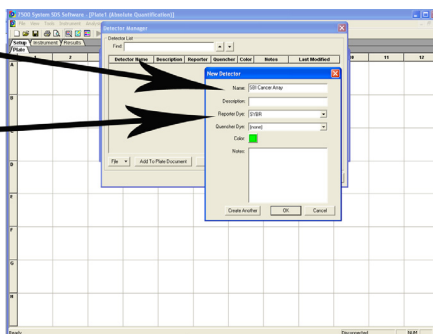 7500 System SDS Software - [Plate1 (Absolute Quantification)]
File View Tools Instrument Analysis
Setup Instrument Results
Plate
1 2 10 11 12
A
B
D
E
F
G
H
Detector Manager
Detector List
Find:
Detector Name Description Reporter Quencher Color Notes Last Modified
File Add To Plate Document
New Detector
Name: SBI Cancer Array
Description:
Reporter Dye: SYBR
Quencher Dye: (none)
Color:
Notes:
Create Another OK Cancel
Ready Disconnected NUM